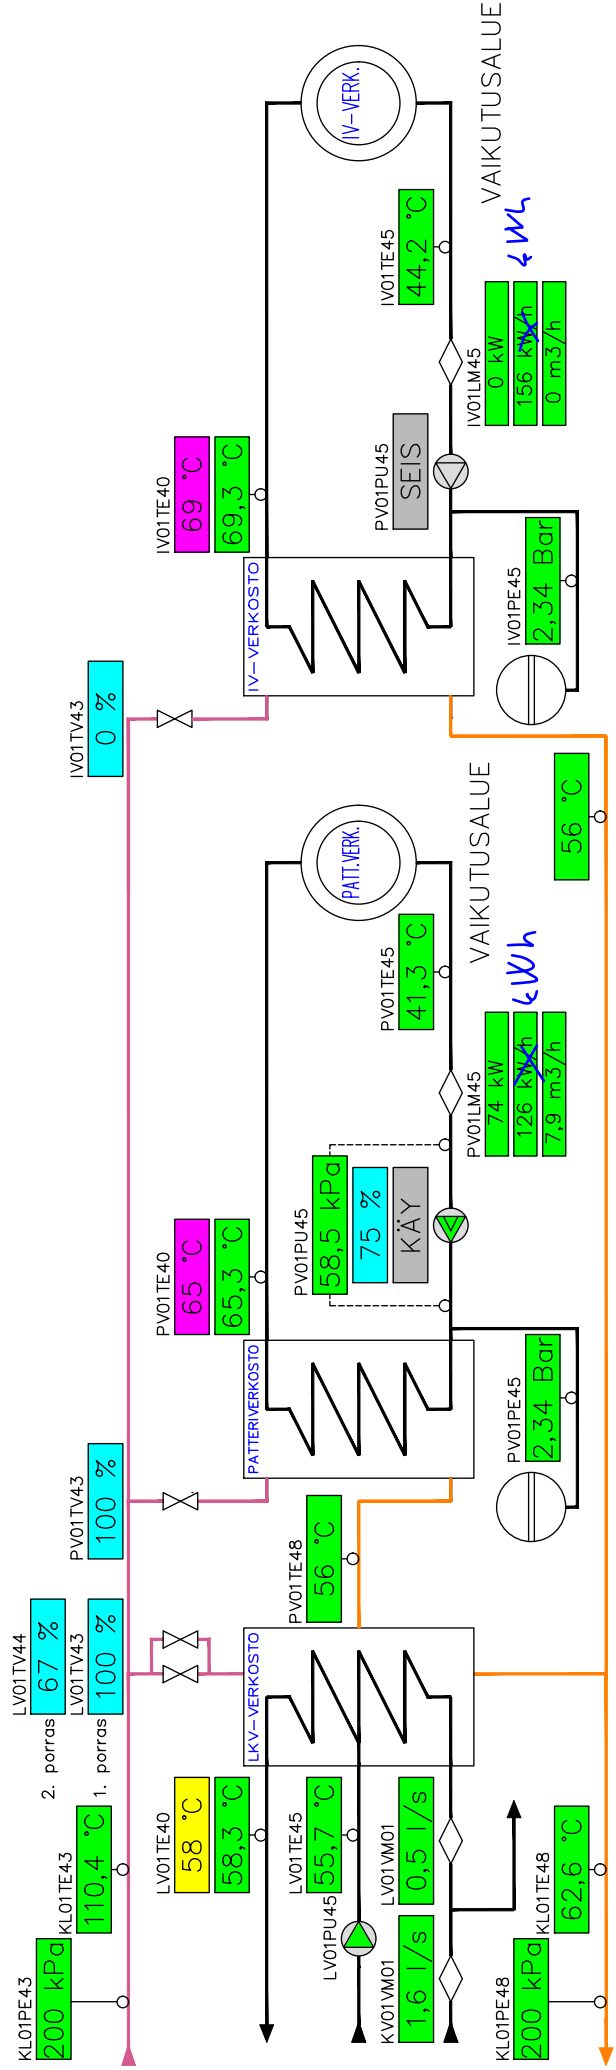 KL01PE43
200 kPa
KL01TE43
110,4 °C
2. porras
LV01TV44
67 %
1. porras
LV01TV43
100 %
PV01TV43
100 %
IV01TV43
0 %
LV01TE40
58 °C
58,3 °C
LV01TE45
55,7 °C
LV01PU45
KV01VM01
1,6 l/s
LV01VM01
0,5 l/s
KL01PE48
200 kPa
KL01TE48
62,6 °C
LKV-VERKOSTO
PV01TE48
56 °C
PATTERIVERKOSTO
PV01TE40
65 °C
65,3 °C
PV01PU45
58,5 kPa
75 %
KÄY
PV01PE45
2,34 Bar
PV01TE45
41,3 °C
PV01LM45
74 kW
126 kW/h
7,9 m3/h
kWh
PATT.VERK.
VAIKUTUSALUE
56 °C
IV-VERKOSTO
IV01TE40
69 °C
69,3 °C
PV01PU45
SEIS
IV01PE45
2,34 Bar
IV01TE45
44,2 °C
IV01LM45
0 kW
156 kW/h
0 m3/h
kWh
IV-VERK.
VAIKUTUSALUE